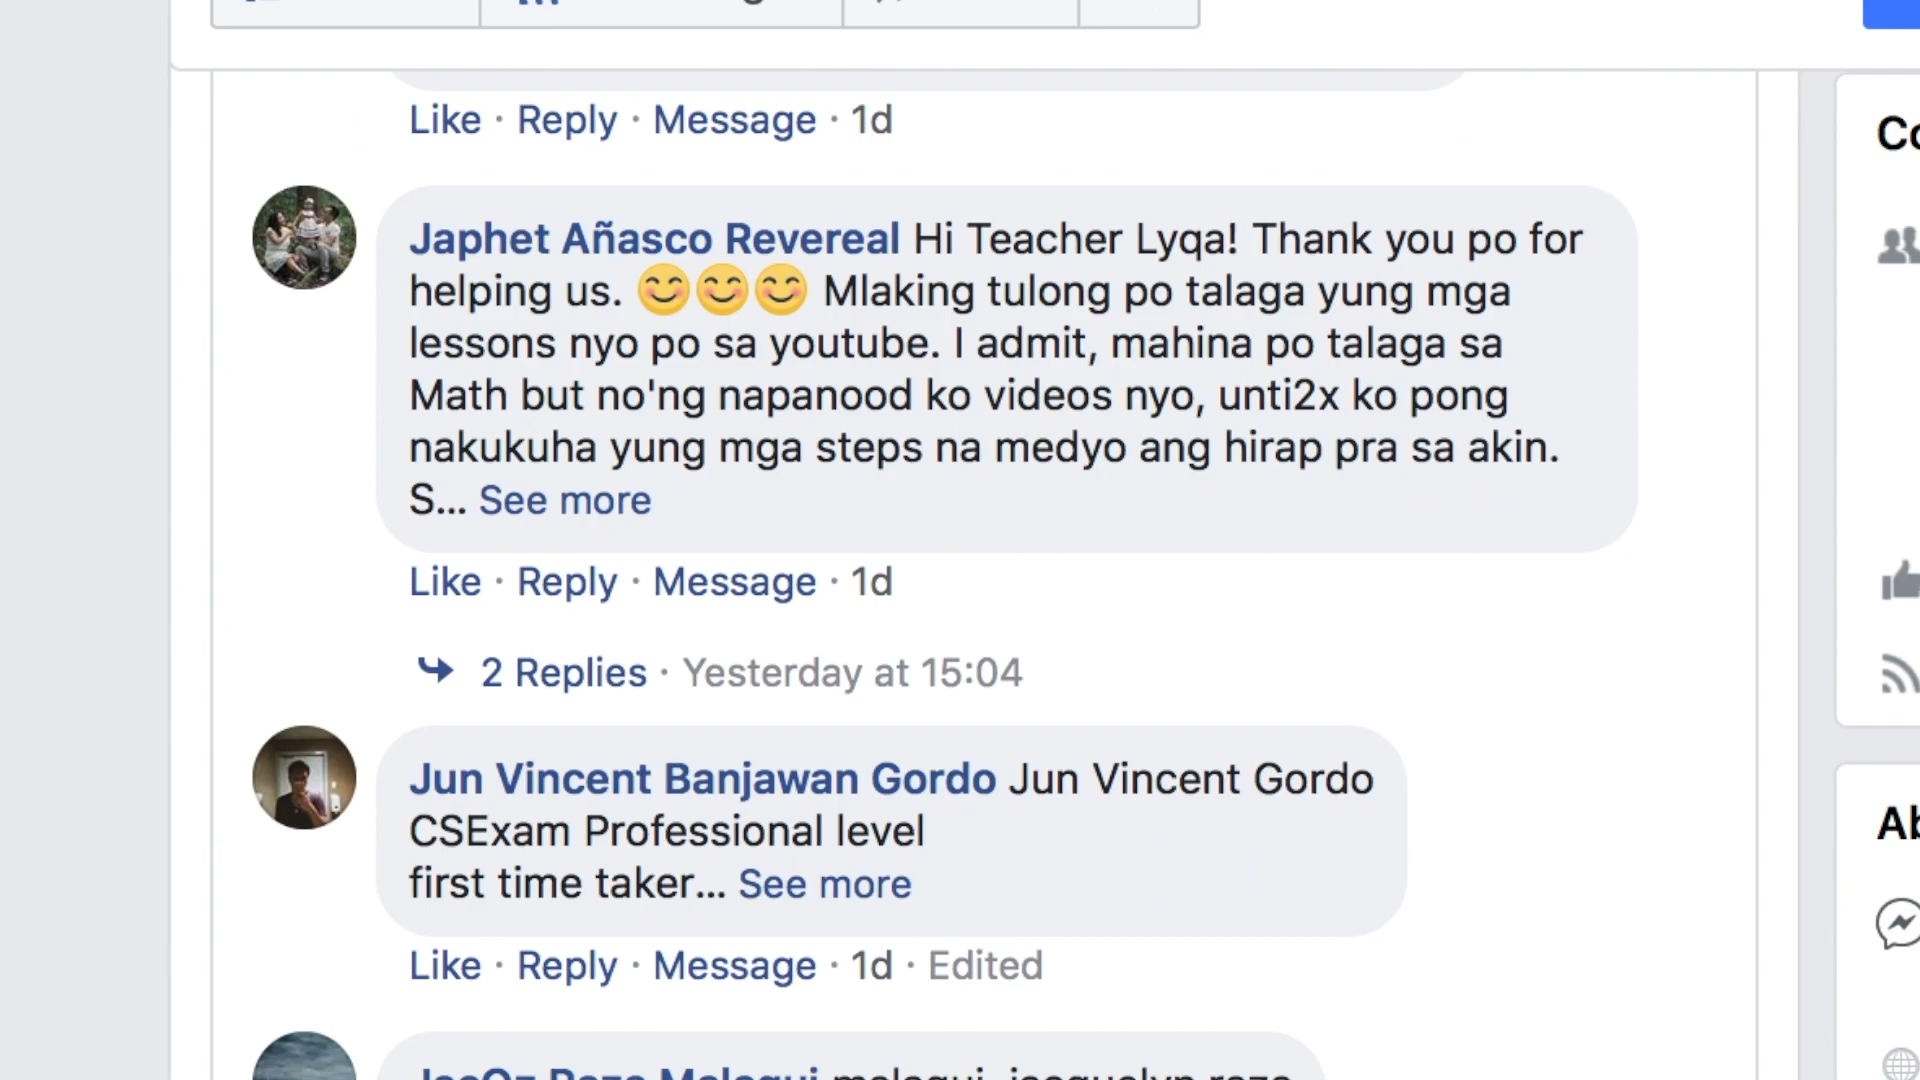 Like · Reply · Message · 1d
Co
Japhet Añasco Revereal Hi Teacher Lyqa! Thank you po for
helping us. 😊😊😊 Mlaking tulong po talaga yung mga
lessons nyo po sa youtube. I admit, mahina po talaga sa
Math but no'ng napanood ko videos nyo, unti2x ko pong
nakukuha yung mga steps na medyo ang hirap pra sa akin.
S... See more
Like · Reply · Message · 1d
2 Replies · Yesterday at 15:04
Jun Vincent Banjawan Gordo Jun Vincent Gordo
CSExam Professional level
first time taker... See more
Ab
Like · Reply · Message · 1d · Edited